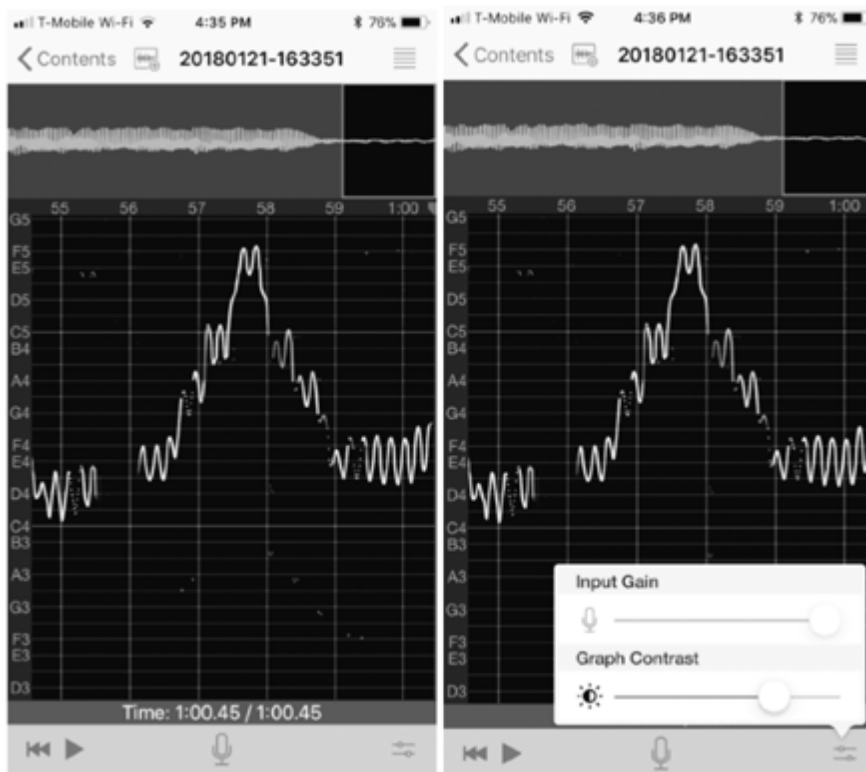 T-Mobile Wi-Fi 4:35 PM 76%
Contents 20180121-163351
55 56 57 58 59 1:00
G5
F5
E5
D5
C5
B4
A4
G4
F4
E4
D4
C4
B3
A3
G3
F3
E3
D3
Time: 1:00.45 / 1:00.45
T-Mobile Wi-Fi 4:36 PM 76%
Contents 20180121-163351
55 56 57 58 59 1:00
G5
F5
E5
D5
C5
B4
A4
G4
F4
E4
D4
C4
B3
A3
G3
F3
E3
D3
Input Gain
Graph Contrast